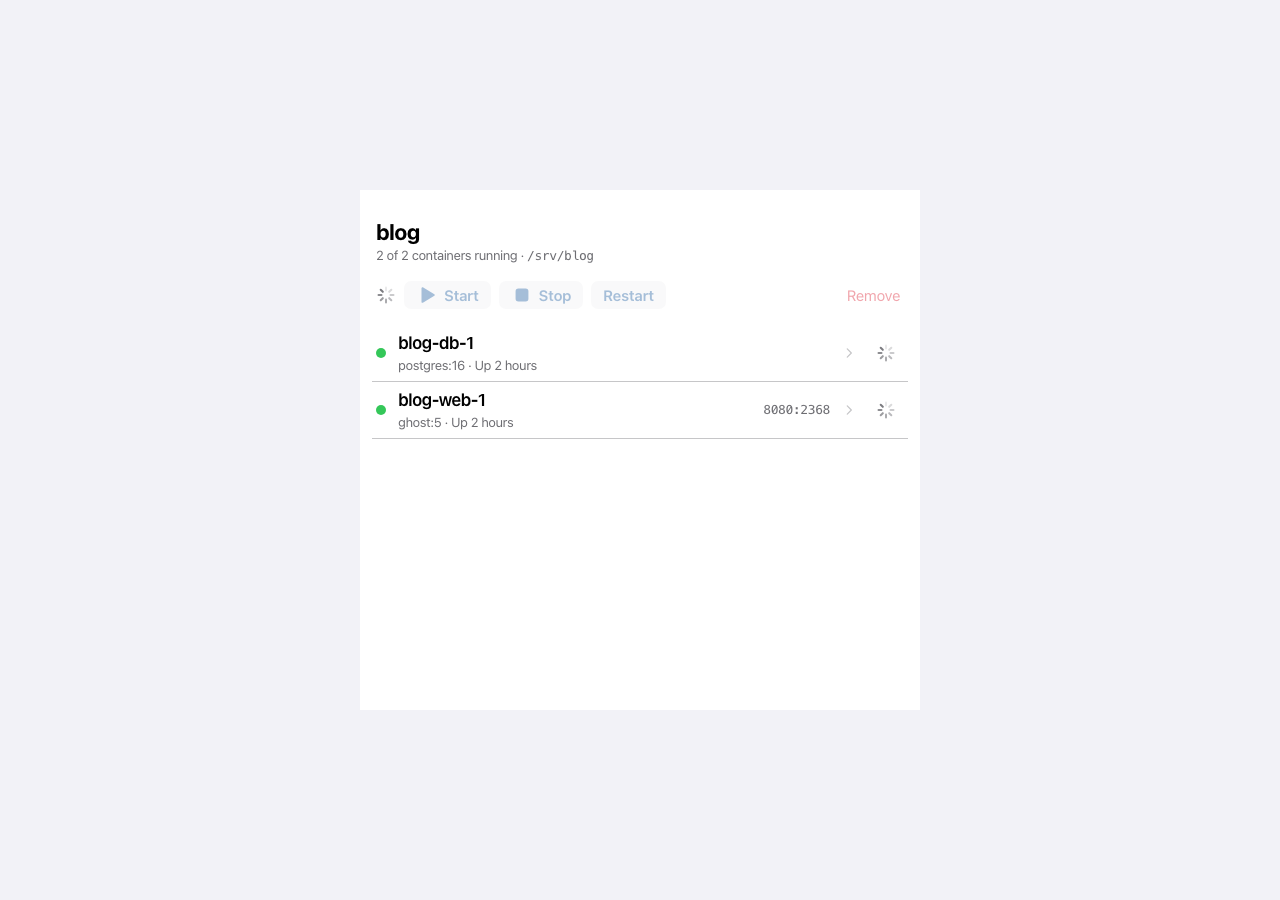 blog
2 of 2 containers running · /srv/blog
Start Stop Restart Remove
blog-db-1
postgres:16 · Up 2 hours
blog-web-1
8080:2368
ghost:5 · Up 2 hours